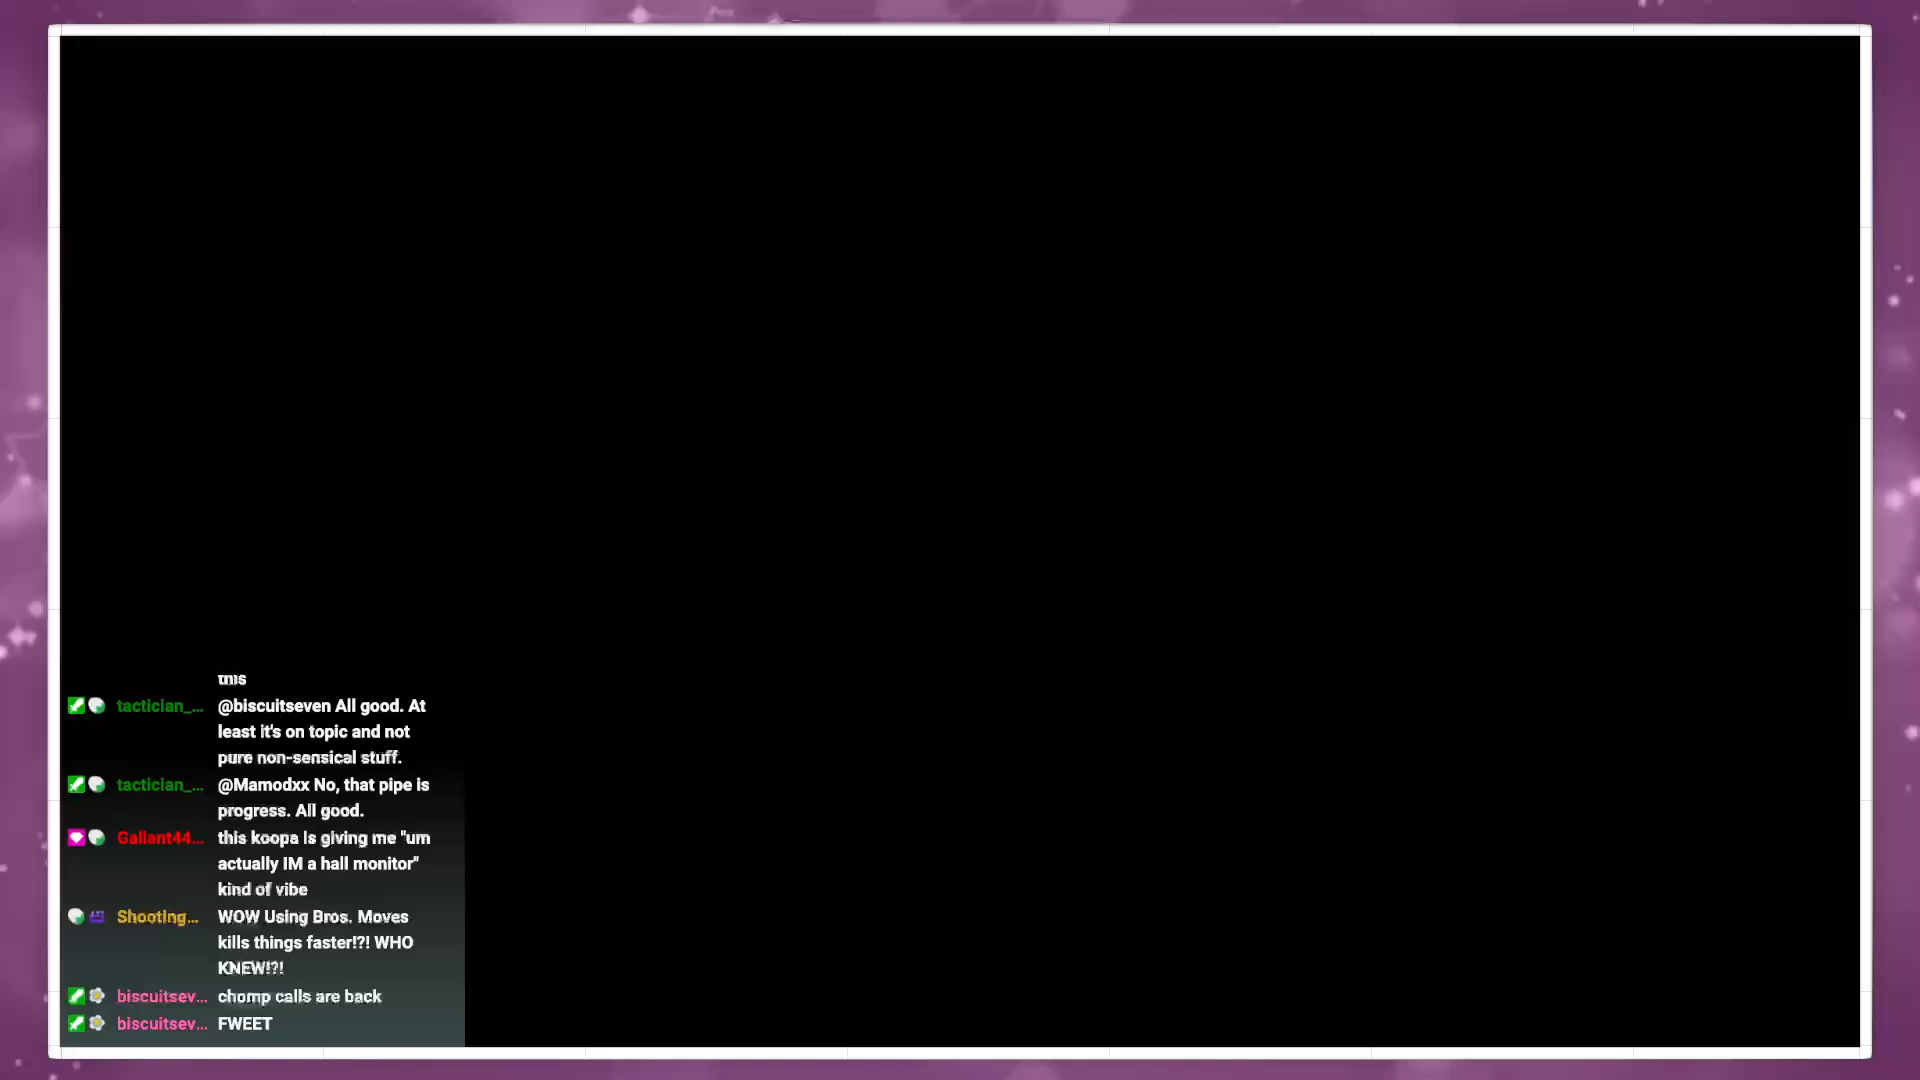 this
tactician_... @biscuitseven All good. At
least it's on topic and not
pure non-sensical stuff.
tactician_... @Mamodxx No, that pipe is
progress. All good.
Gallant44... this koopa is giving me "um
actually IM a hall monitor"
kind of vibe
Shooting... WOW Using Bros. Moves
kills things faster!?! WHO
KNEW!?!
biscuitsev... chomp calls are back
biscuitsev... FWEET